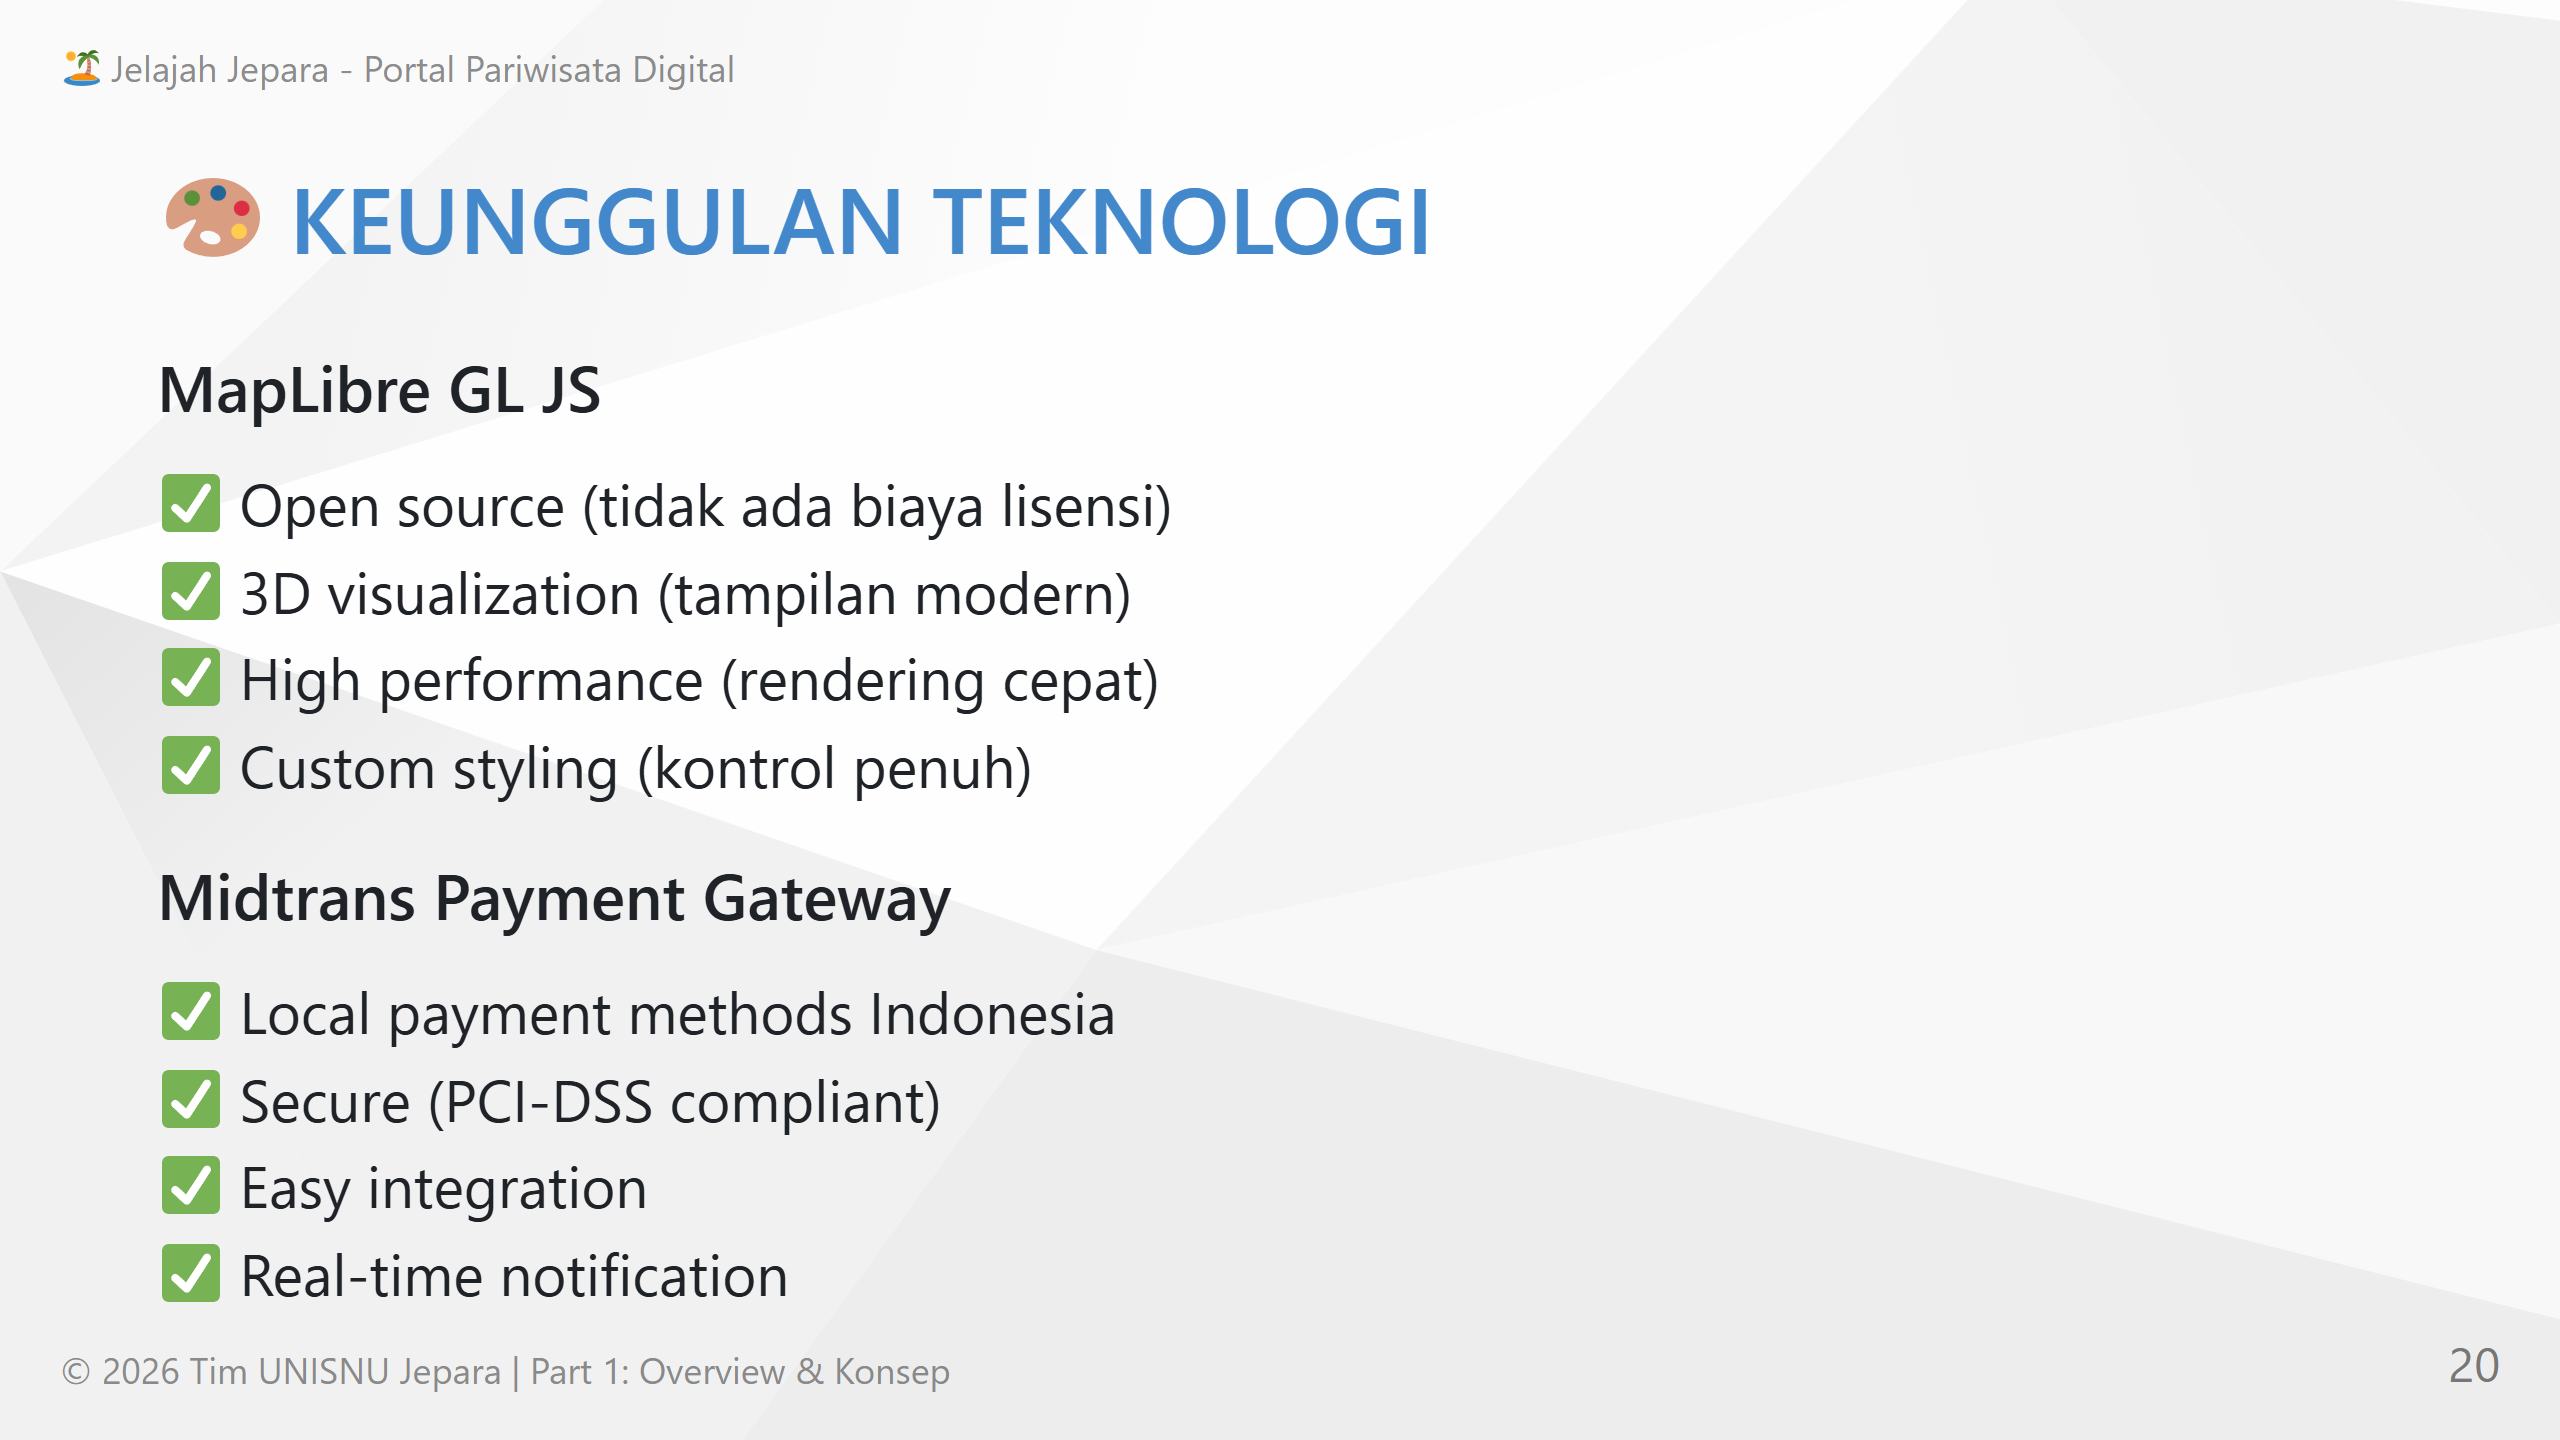 Jelajah Jepara - Portal Pariwisata Digital
KEUNGGULAN TEKNOLOGI
MapLibre GL JS
Open source (tidak ada biaya lisensi)
3D visualization (tampilan modern)
High performance (rendering cepat)
Custom styling (kontrol penuh)
Midtrans Payment Gateway
Local payment methods Indonesia
Secure (PCI-DSS compliant)
Easy integration
Real-time notification
© 2026 Tim UNISNU Jepara | Part 1: Overview & Konsep
20